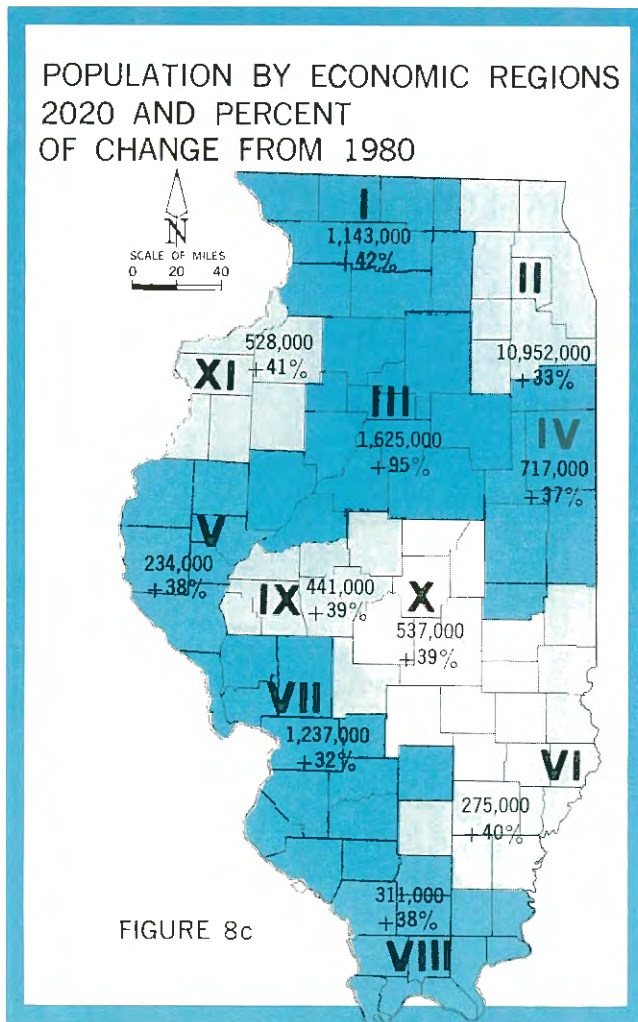 POPULATION BY ECONOMIC REGIONS
2020 AND PERCENT
OF CHANGE FROM 1980
N
SCALE OF MILES
0 20 40
I
1,143,000
42%
II
10,952,000
+33%
XI
528,000
+41%
III
1,625,000
+95%
IV
717,000
+37%
V
234,000
+38%
IX
441,000
+39%
X
537,000
+39%
VII
1,237,000
+32%
VI
275,000
+40%
311,000
+38%
VIII
FIGURE 8c